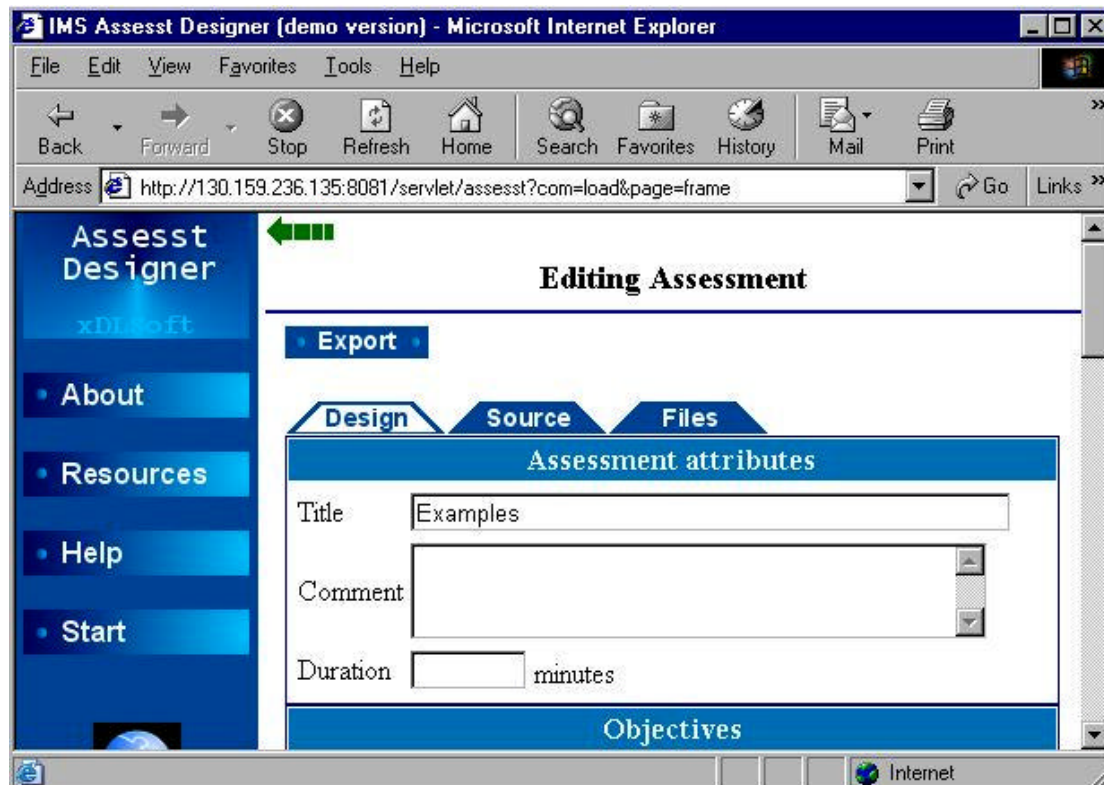 IMS Assesst Designer (demo version) - Microsoft Internet Explorer
File Edit View Favorites Tools Help
Back Forward Stop Refresh Home Search Favorites History Mail Print »
Address http://130.159.236.135:8081/servlet/assesst?com=load&page=frame Go Links »
Assesst
Designer
xDLSoft
About
Resources
Help
Start
Editing Assessment
Export
Design Source Files
Assessment attributes
Title Examples
Comment
Duration minutes
Objectives
Internet